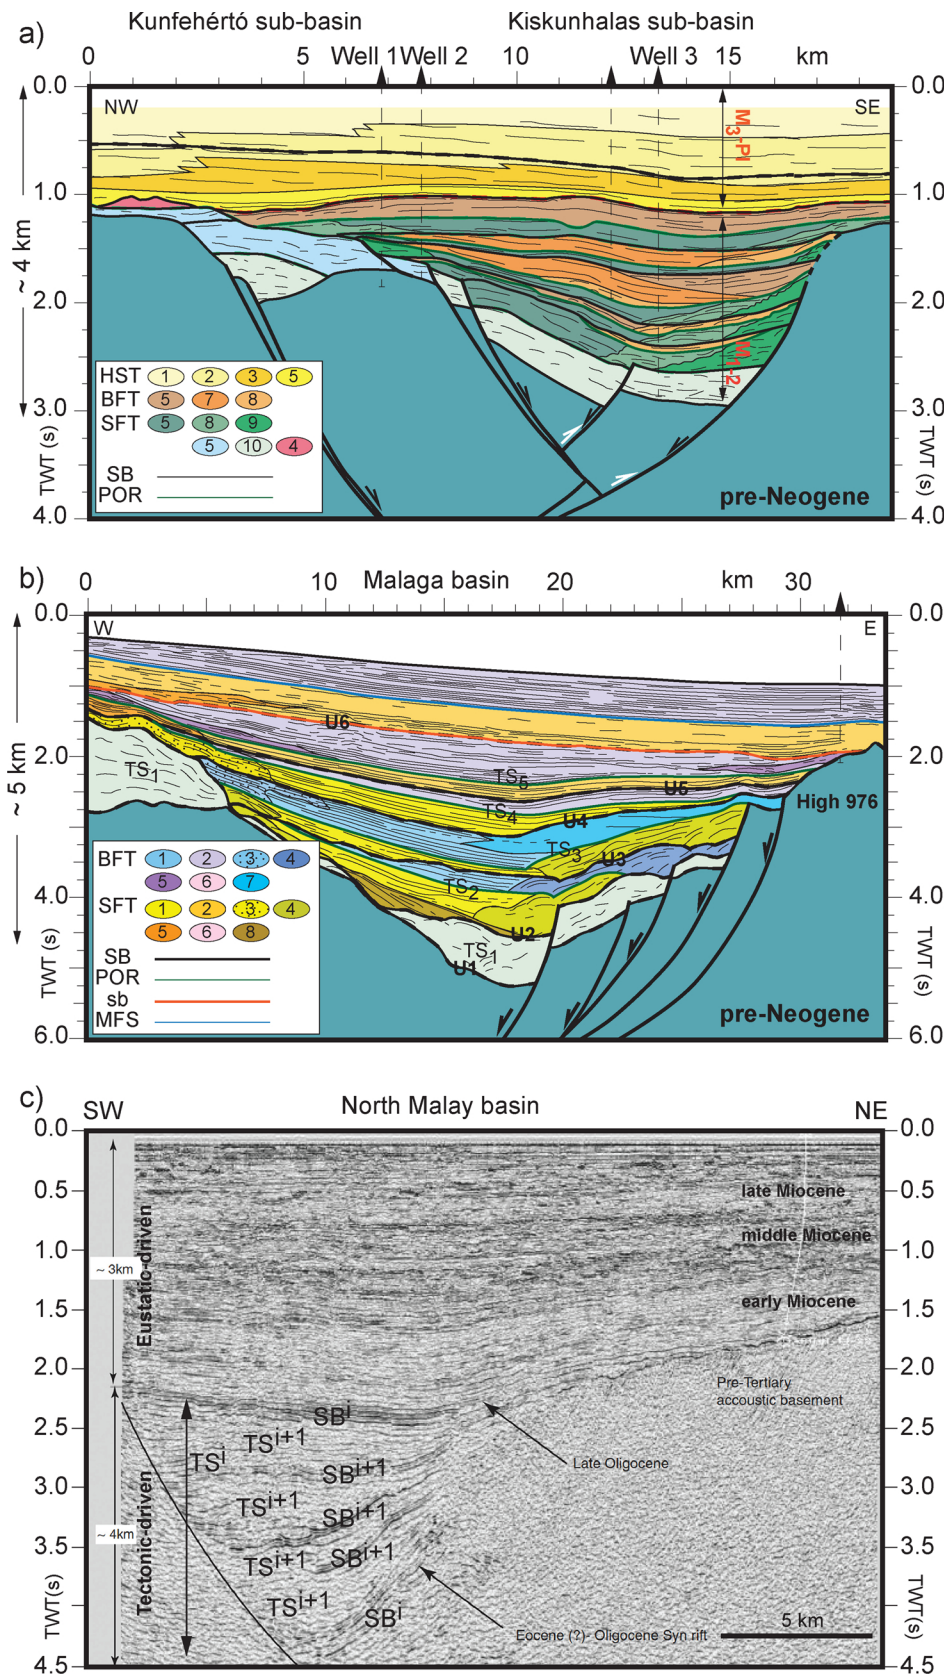 a)
Kunfehértó sub-basin Kiskunhalas sub-basin
0 5 Well 1 Well 2 10 Well 3 15 km
0.0 0.0
NW SE
M3-Pl
1.0 1.0
~ 4 km
2.0 2.0
M1-2
HST 1 2 3 5
BFT 5 7 8
3.0 3.0
SFT 5 8 9
5 10 4
TWT (s) TWT (s)
SB
POR
pre-Neogene
4.0 4.0
b)
0 10 Malaga basin 20 km 30
0.0 0.0
W E
U6
2.0 2.0
TS1 TS5
U5
High 976
TS4 U4
~ 5 km
TS3 U3
BFT 1 2 3 4
5 6 7
TS2
4.0 4.0
SFT 1 2 3 4
5 6 8
U2
TS1
U1
TWT (s) TWT (s)
SB
POR
sb
MFS
pre-Neogene
6.0 6.0
c)
SW North Malay basin NE
0.0 0.0
0.5 late Miocene 0.5
middle Miocene
1.0 1.0
~ 3km
Eustatic-driven
early Miocene
1.5 1.5
2.0 2.0
Pre-Tertiary
accoustic basement
SBi
2.5 2.5
TSi+1
TSi
Late Oligocene
SBi+1
3.0 3.0
TSi+1
SBi+1
~ 4km
Tectonic-driven
3.5 3.5
TSi+1 SBi+1
TSi+1
SBi
4.0 4.0
5 km
Eocene (?)- Oligocene Syn rift
TWT(s) TWT(s)
4.5 4.5